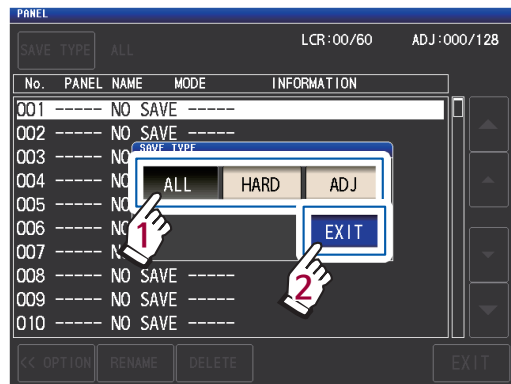 PANEL
SAVE TYPE ALL LCR:00/60 ADJ:000/128
No. PANEL NAME MODE INFORMATION
001 ----- NO SAVE -----
002 ----- NO SAVE -----
SAVE TYPE
003 ----- NO
004 ----- NO
ALL HARD ADJ
005 ----- NO
006 ----- NO
1
EXIT
007 ----- N
2
008 ----- NO SAVE -----
009 ----- NO SAVE -----
010 ----- NO SAVE -----
<< OPTION RENAME DELETE EXIT